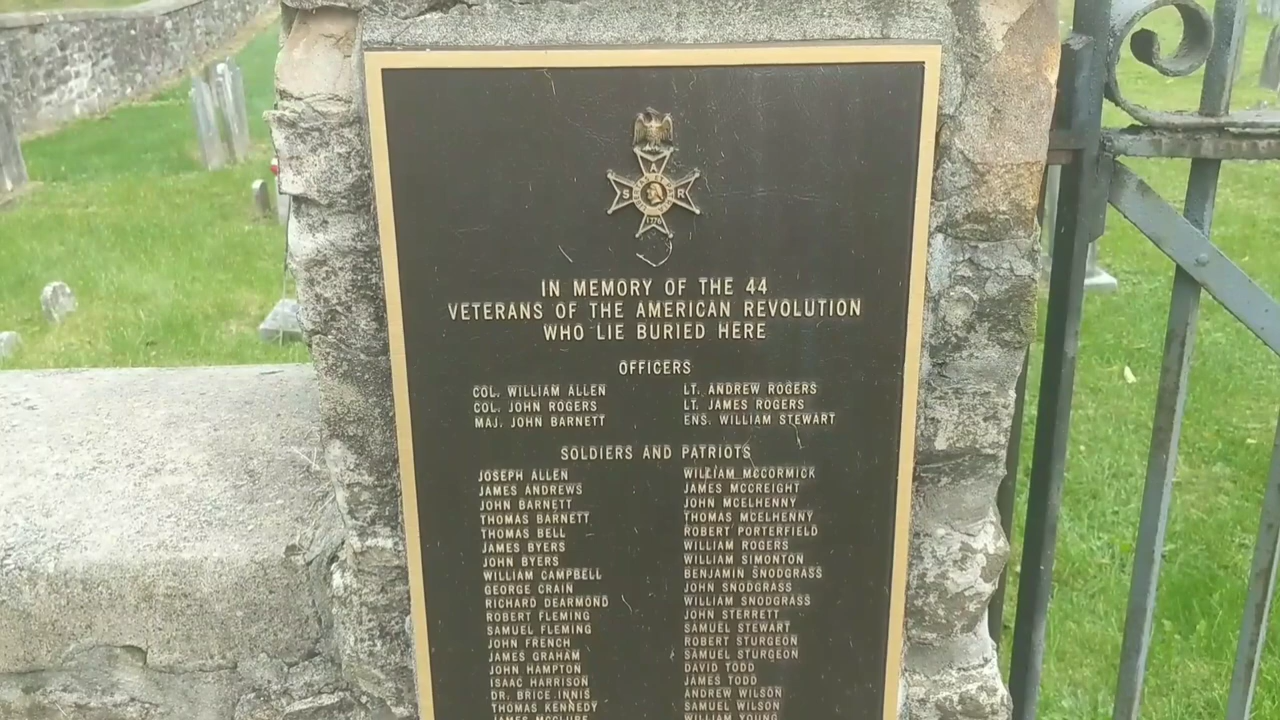 S A R
1776
IN MEMORY OF THE 44
VETERANS OF THE AMERICAN REVOLUTION
WHO LIE BURIED HERE
OFFICERS
COL. WILLIAM ALLEN
COL. JOHN ROGERS
MAJ. JOHN BARNETT
LT. ANDREW ROGERS
LT. JAMES ROGERS
ENS. WILLIAM STEWART
SOLDIERS AND PATRIOTS
JOSEPH ALLEN
JAMES ANDREWS
JOHN BARNETT
THOMAS BARNETT
THOMAS BELL
JAMES BYERS
JOHN BYERS
WILLIAM CAMPBELL
GEORGE CRAIN
RICHARD DEARMOND
ROBERT FLEMING
SAMUEL FLEMING
JOHN FRENCH
JAMES GRAHAM
JOHN HAMPTON
ISAAC HARRISON
DR. BRICE INNIS
THOMAS KENNEDY
JAMES MCCLURE
WILLIAM MCCORMICK
JAMES MCCREIGHT
JOHN MCELHENNY
THOMAS MCELHENNY
ROBERT PORTERFIELD
WILLIAM ROGERS
WILLIAM SIMONTON
BENJAMIN SNODGRASS
JOHN SNODGRASS
WILLIAM SNODGRASS
JOHN STERRETT
SAMUEL STEWART
ROBERT STURGEON
SAMUEL STURGEON
DAVID TODD
JAMES TODD
ANDREW WILSON
SAMUEL WILSON
WILLIAM YOUNG